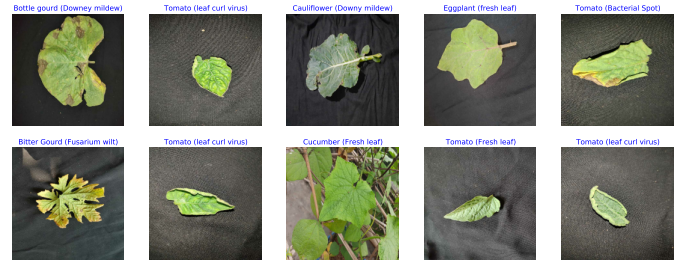 Bottle gourd (Downey mildew)
Tomato (leaf curl virus)
Cauliflower (Downy mildew)
Eggplant (fresh leaf)
Tomato (Bacterial Spot)
Bitter Gourd (Fusarium wilt)
Tomato (leaf curl virus)
Cucumber (Fresh leaf)
Tomato (Fresh leaf)
Tomato (leaf curl virus)